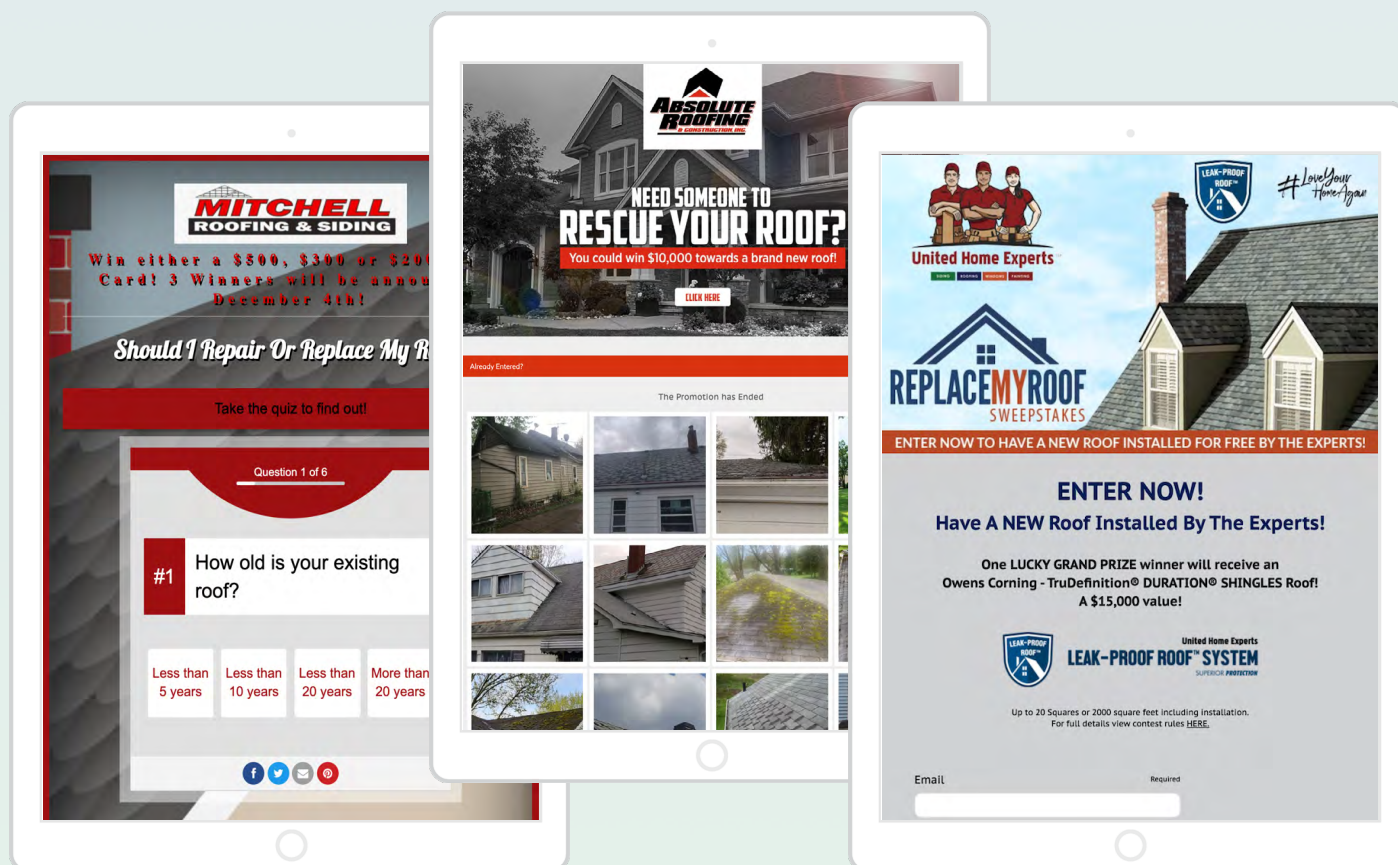 MITCHELL
ROOFING & SIDING
Win either a $500, $300 or $20
Card! 3 Winners will be annou
December 4th!
Should I Repair Or Replace My R
Take the quiz to find out!
Question 1 of 6
#1
How old is your existing
roof?
Less than
5 years
Less than
10 years
Less than
20 years
More than
20 years
ABSOLUTE
ROOFING
& CONSTRUCTION, INC.
NEED SOMEONE TO
RESCUE YOUR ROOF?
You could win $10,000 towards a brand new roof!
CLICK HERE
Already Entered?
The Promotion has Ended
United Home Experts
SIDING ROOFING WINDOWS PAINTING
LEAK-PROOF
ROOF™
#LoveYour
HomeAgain
REPLACEMYROOF
SWEEPSTAKES
ENTER NOW TO HAVE A NEW ROOF INSTALLED FOR FREE BY THE EXPERTS!
ENTER NOW!
Have A NEW Roof Installed By The Experts!
One LUCKY GRAND PRIZE winner will receive an
Owens Corning - TruDefinition® DURATION® SHINGLES Roof!
A $15,000 value!
LEAK-PROOF
ROOF™
United Home Experts
LEAK-PROOF ROOF™ SYSTEM
SUPERIOR PROTECTION
Up to 20 Squares or 2000 square feet including installation.
For full details view contest rules HERE.
Email
Required